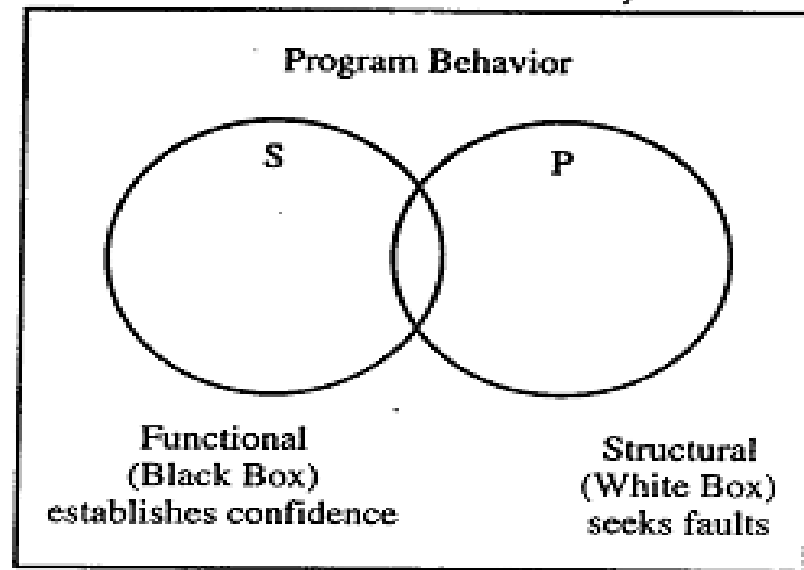 Program Behavior
S
P
Functional
(Black Box)
establishes confidence
Structural
(White Box)
seeks faults